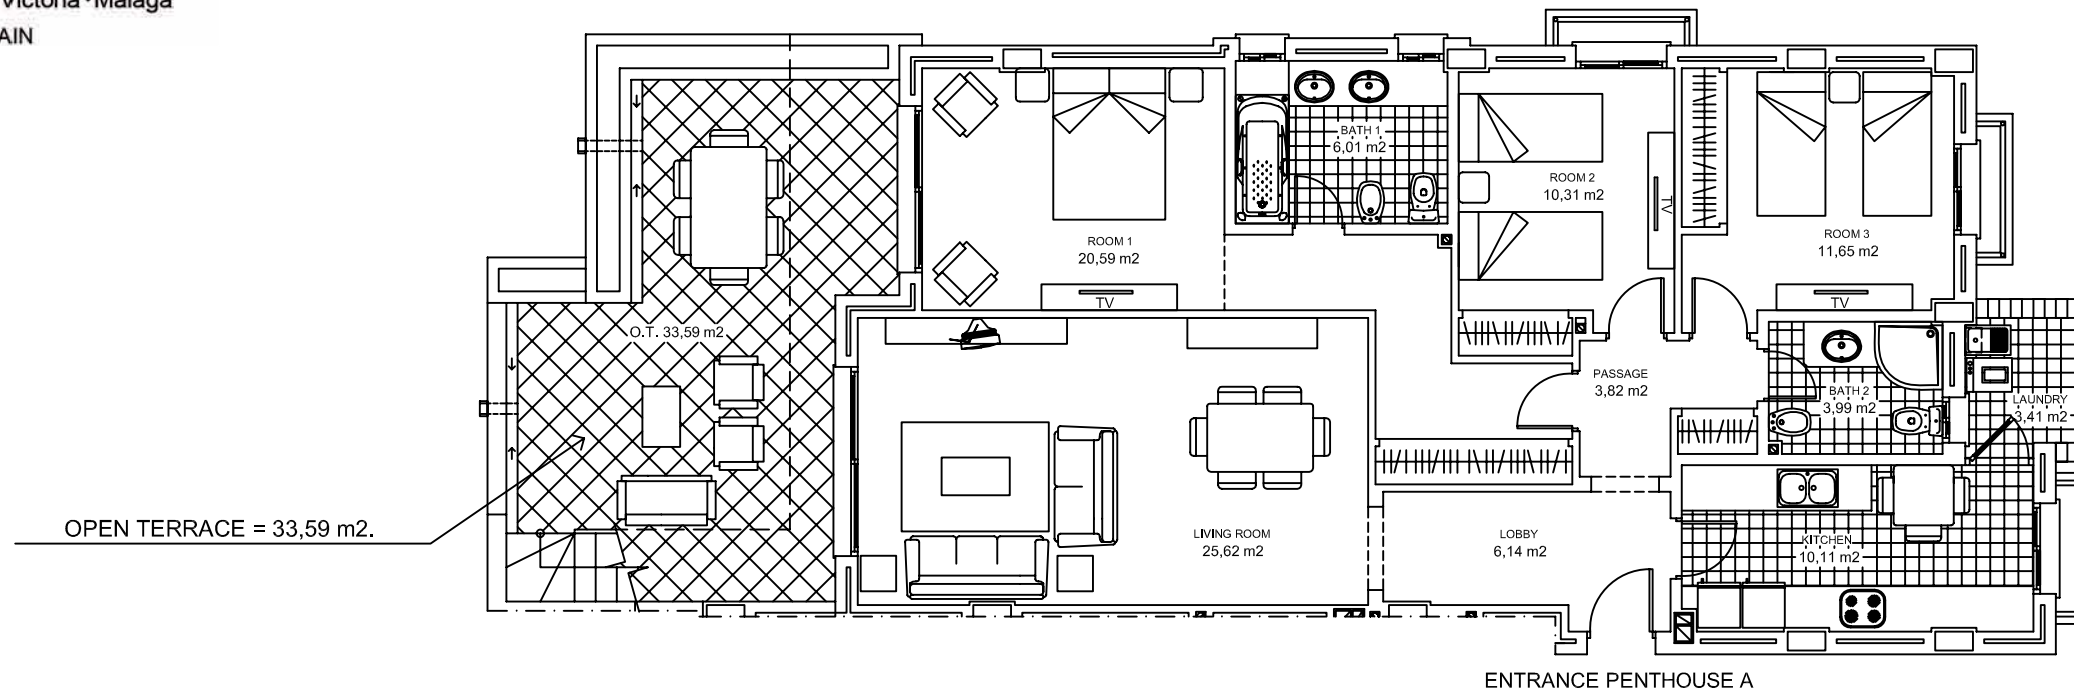 Victoria · Málaga
AIN
BATH 1
6,01 m2
ROOM 2
10,31 m2
TV
ROOM 1
20,59 m2
TV
ROOM 3
11,65 m2
TV
O.T. 33,59 m2
PASSAGE
3,82 m2
BATH 2
3,99 m2
LAUNDRY
3,41 m2
OPEN TERRACE = 33,59 m2.
LIVING ROOM
25,62 m2
LOBBY
6,14 m2
KITCHEN
10,11 m2
ENTRANCE PENTHOUSE A